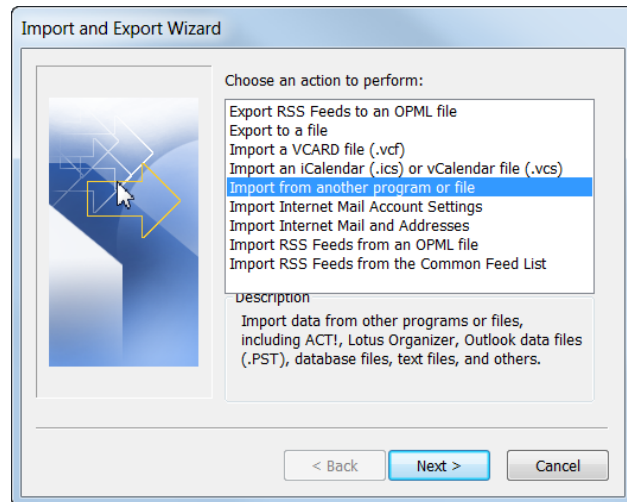 Import and Export Wizard
Choose an action to perform:
Export RSS Feeds to an OPML file
Export to a file
Import a VCARD file (.vcf)
Import an iCalendar (.ics) or vCalendar file (.vcs)
Import from another program or file
Import Internet Mail Account Settings
Import Internet Mail and Addresses
Import RSS Feeds from an OPML file
Import RSS Feeds from the Common Feed List
Description
Import data from other programs or files,
including ACT!, Lotus Organizer, Outlook data files
(.PST), database files, text files, and others.
< Back
Next >
Cancel